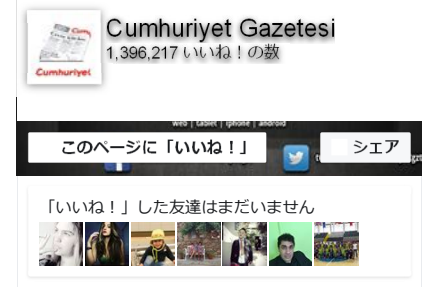 Cumhuriyet Gazetesi
1,396,217 いいね！の数
Cumhuriyet
web | tablet | iphone | android
このページに「いいね！」
シェア
「いいね！」した友達はまだいません